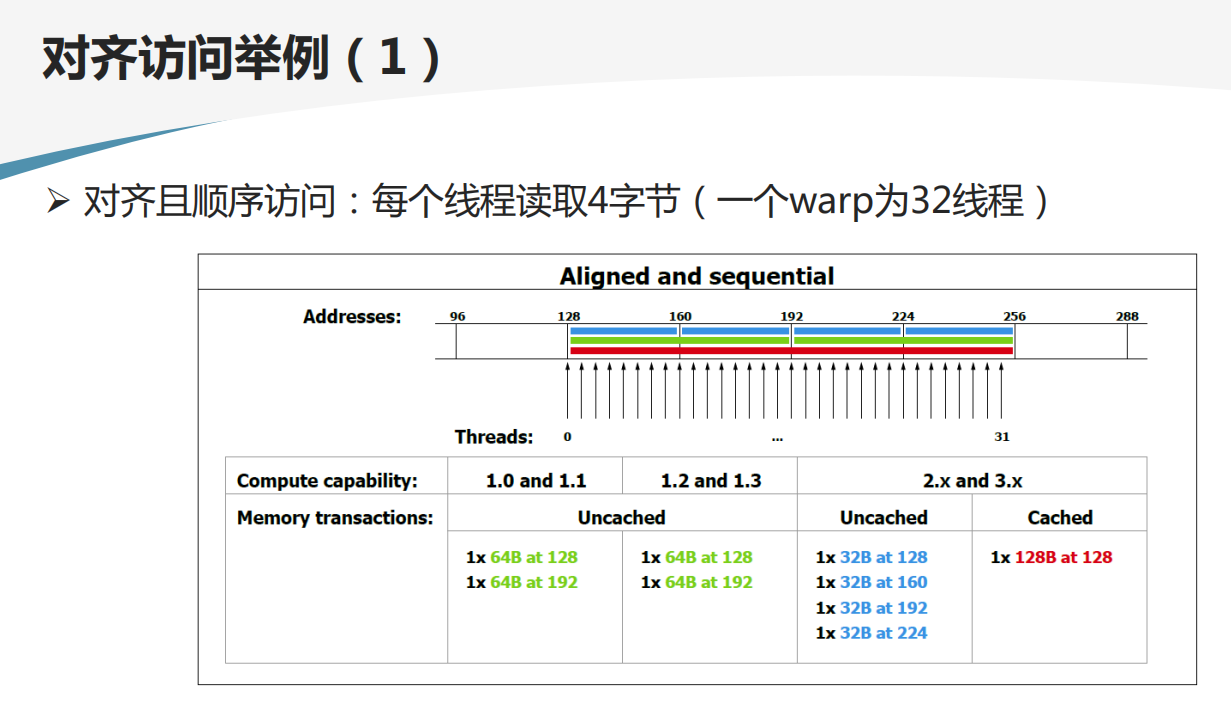 对齐访问举例（1）
➢ 对齐且顺序访问：每个线程读取4字节（一个warp为32线程）
Aligned and sequential
Addresses: 96 128 160 192 224 256 288
Threads: 0 ... 31
Compute capability: 1.0 and 1.1 1.2 and 1.3 2.x and 3.x
Memory transactions: Uncached Uncached Cached
1x 64B at 128 1x 64B at 128 1x 32B at 128 1x 128B at 128
1x 64B at 192 1x 64B at 192 1x 32B at 160
1x 32B at 192
1x 32B at 224